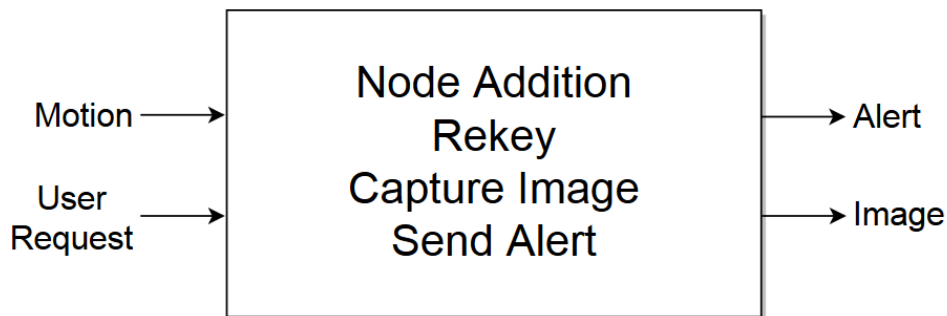 Motion
User
Request
Node Addition
Rekey
Capture Image
Send Alert
Alert
Image